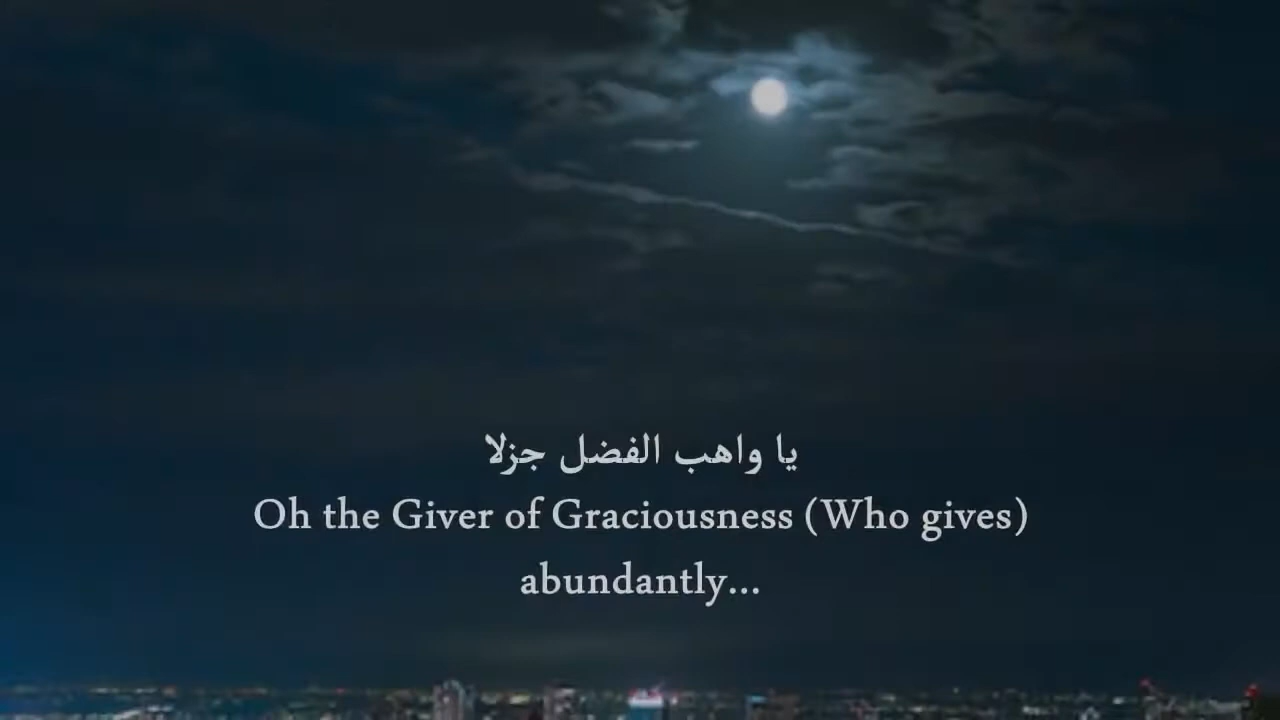 يا واهب الفضل جزلا
Oh the Giver of Graciousness (Who gives)
abundantly...